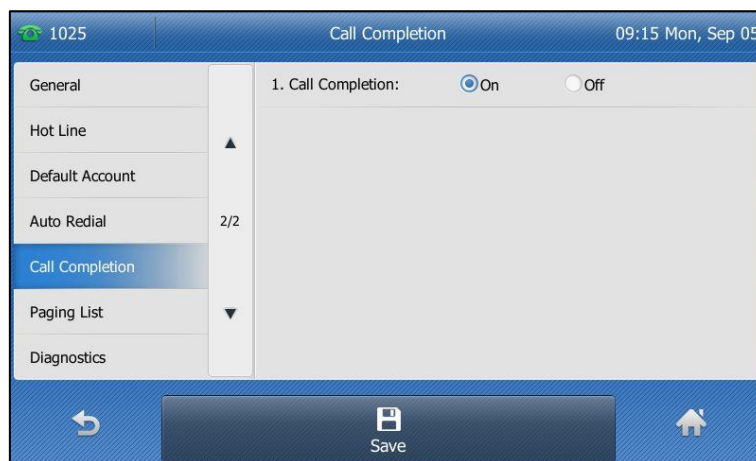 1025 Call Completion 09:15 Mon, Sep 05
General
Hot Line
Default Account
Auto Redial
Call Completion
Paging List
Diagnostics
2/2
1. Call Completion: On Off
Save